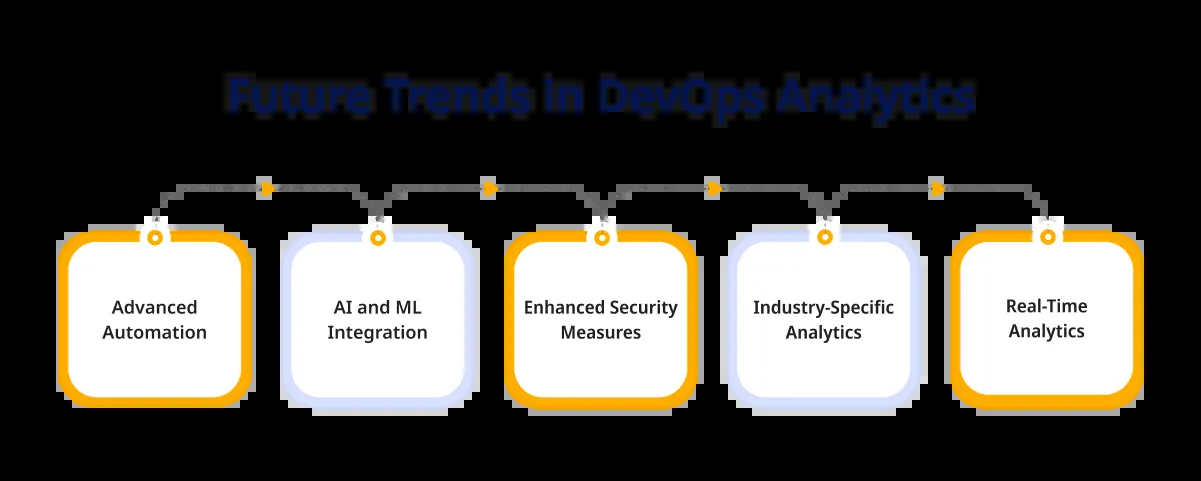 Future Trends in DevOps Analytics
Advanced
Automation
AI and ML
Integration
Enhanced Security
Measures
Industry-Specific
Analytics
Real-Time
Analytics